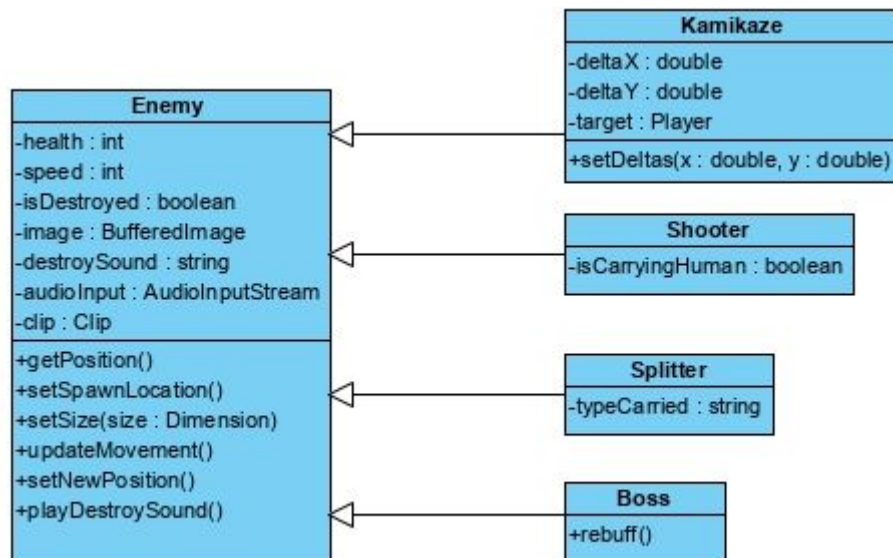 Enemy
-health : int
-speed : int
-isDestroyed : boolean
-image : BufferedImage
-destroySound : string
-audioInput : AudioInputStream
-clip : Clip
+getPosition()
+setSpawnLocation()
+setSize(size : Dimension)
+updateMovement()
+setNewPosition()
+playDestroySound()
Kamikaze
-deltaX : double
-deltaY : double
-target : Player
+setDeltas(x : double, y : double)
Shooter
-isCarryingHuman : boolean
Splitter
-typeCarried : string
Boss
+rebuff()